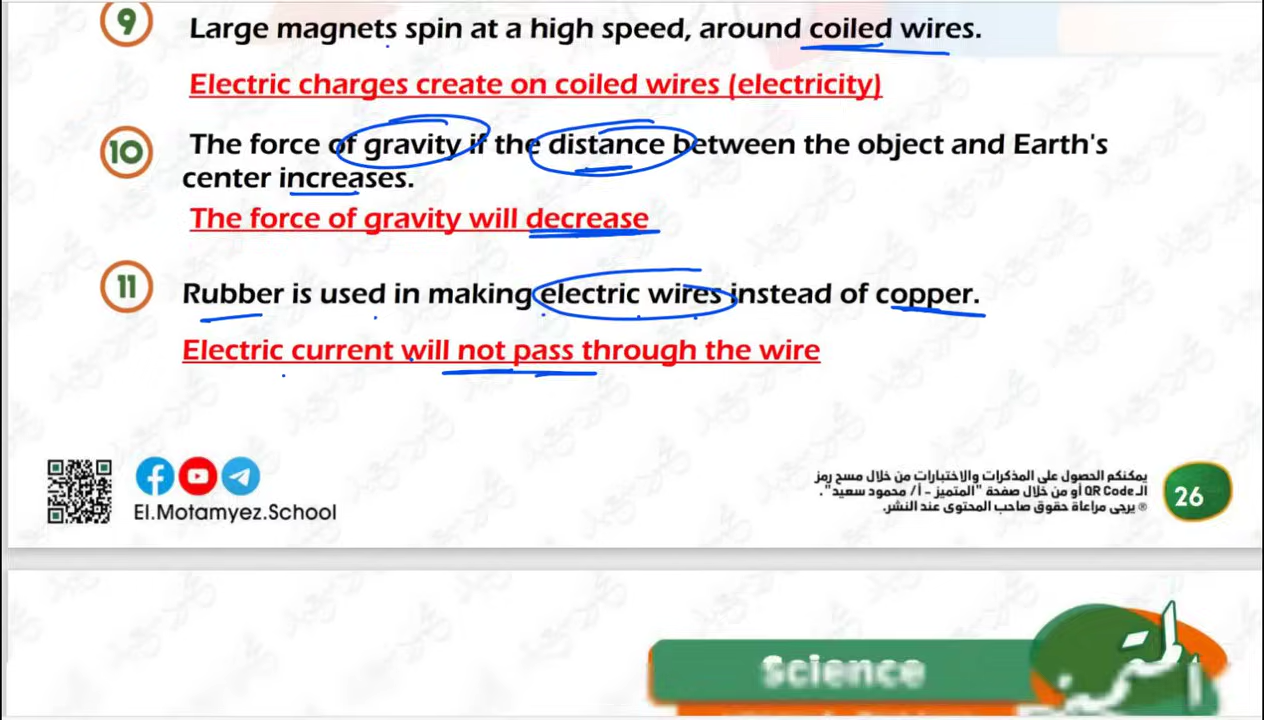 9
Large magnets spin at a high speed, around coiled wires.
Electric charges create on coiled wires (electricity)
10
The force of gravity if the distance between the object and Earth's
center increases.
The force of gravity will decrease
11
Rubber is used in making electric wires instead of copper.
Electric current will not pass through the wire
El.Motamyez.School
يمكنكم الحصول على المذكرات والاختبارات من خلال مسح رمز
الـ QR Code أو من خلال صفحة "المتميز - أ/ محمود سعيد".
® يرجى مراعاة حقوق صاحب المحتوى عند النشر.
26
Science
المتميز